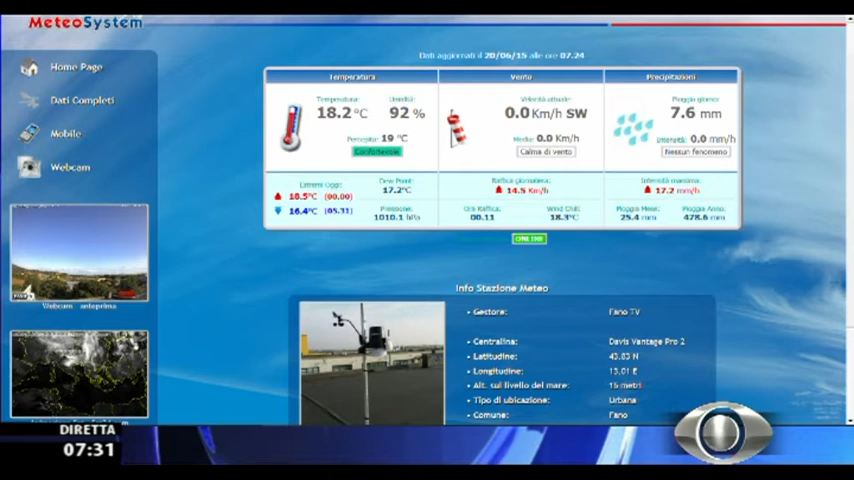 MeteoSystem
Dati aggiornati il 20/06/15 alle ore 07.24
Home Page
Dati Completi
Mobile
Webcam
Webcam anteprima
Temperatura
Temperatura:
18.2 °C
Umidità:
92 %
Percepita: 19 °C
Confortevole
Estremi Oggi:
18.5°C (00.00)
16.4°C (05.31)
Dew Point:
17.2°C
Pressione:
1010.1 hPa
Vento
Velocità attuale:
0.0 Km/h SW
Media: 0.0 Km/h
Calma di vento
Raffica giornaliera:
14.5 Km/h
Ora Raffica:
00.11
Wind Chill:
18.3°C
Precipitazioni
Pioggia giorno:
7.6 mm
Intensità: 0.0 mm/h
Nessun fenomeno
Intensità massima:
17.2 mm/h
Pioggia Mese:
25.4 mm
Pioggia Anno:
478.6 mm
ONLINE
Info Stazione Meteo
• Gestore: Fano TV
• Centralina: Davis Vantage Pro 2
• Latitudine: 43.83 N
• Longitudine: 13.01 E
• Alt. sul livello del mare: 15 metri
• Tipo di ubicazione: Urbana
• Comune: Fano
DIRETTA
07:31